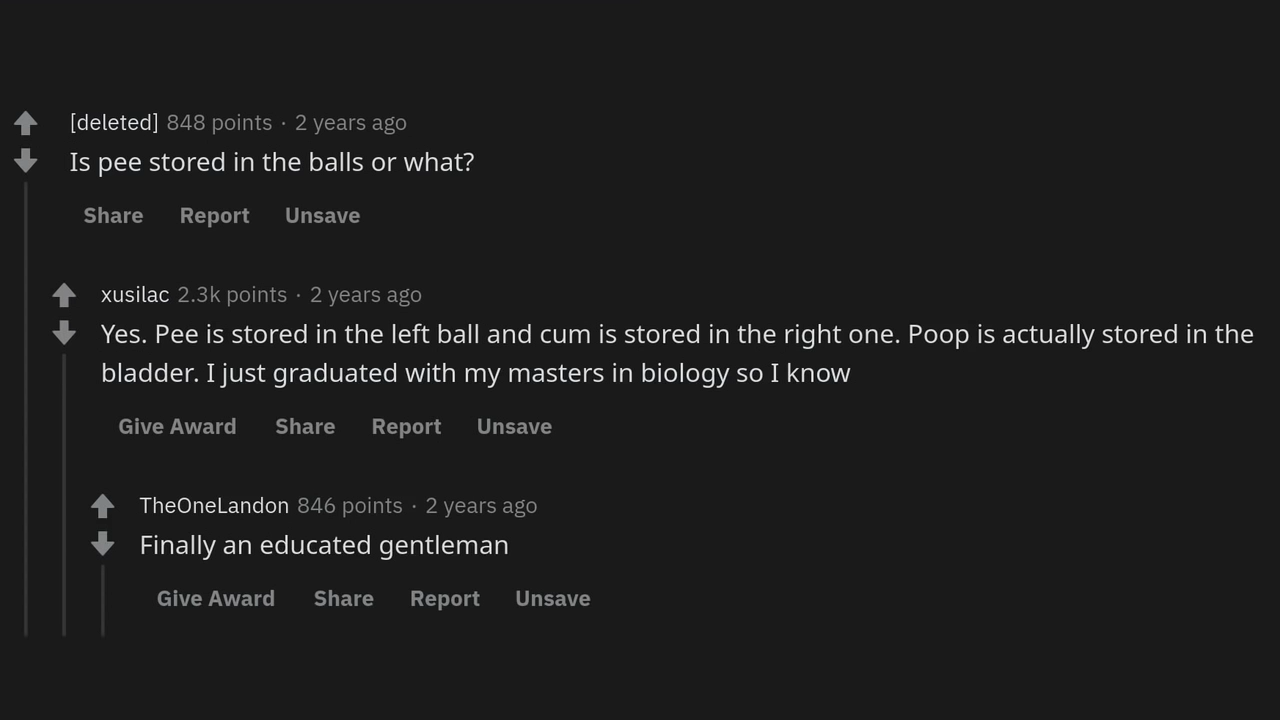 [deleted] 848 points · 2 years ago
Is pee stored in the balls or what?
Share Report Unsave
xusilac 2.3k points · 2 years ago
Yes. Pee is stored in the left ball and cum is stored in the right one. Poop is actually stored in the
bladder. I just graduated with my masters in biology so I know
Give Award Share Report Unsave
TheOneLandon 846 points · 2 years ago
Finally an educated gentleman
Give Award Share Report Unsave